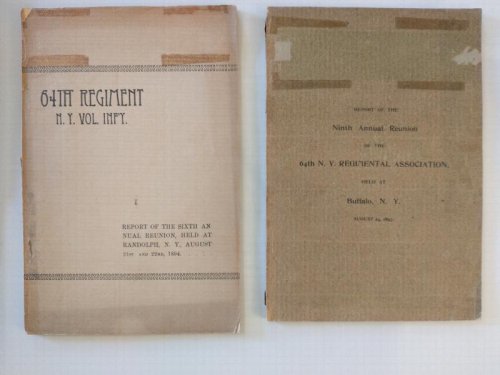 64TH REGIMENT
N. Y. VOL. INFY.
REPORT OF THE SIXTH AN
NUAL REUNION, HELD AT
RANDOLPH, N. Y., AUGUST
21ST AND 22ND, 1894.
REPORT OF THE
Ninth Annual Reunion
OF THE
64th N. Y. REGIMENTAL ASSOCIATION,
HELD AT
Buffalo, N. Y.
AUGUST